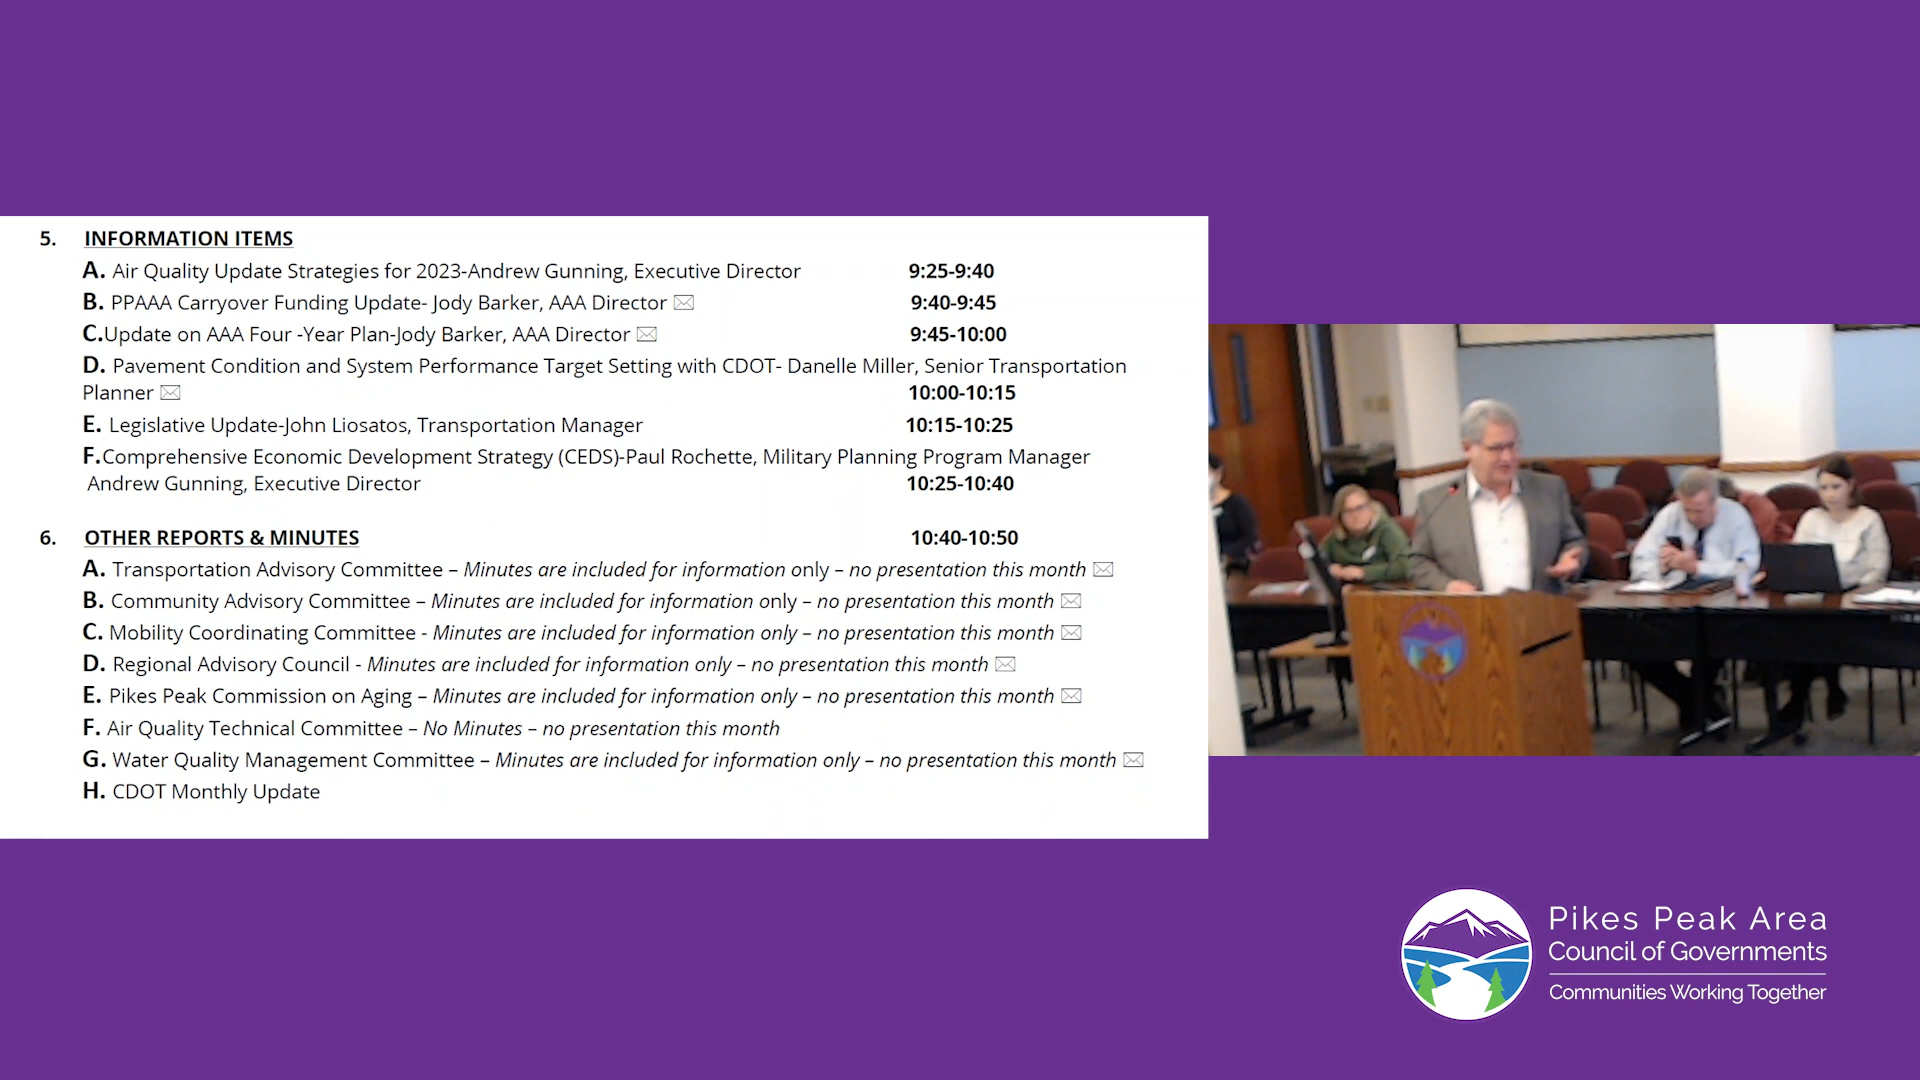 5. INFORMATION ITEMS
A. Air Quality Update Strategies for 2023-Andrew Gunning, Executive Director 9:25-9:40
B. PPAAA Carryover Funding Update- Jody Barker, AAA Director 9:40-9:45
C.Update on AAA Four -Year Plan-Jody Barker, AAA Director 9:45-10:00
D. Pavement Condition and System Performance Target Setting with CDOT- Danelle Miller, Senior Transportation
Planner 10:00-10:15
E. Legislative Update-John Liosatos, Transportation Manager 10:15-10:25
F.Comprehensive Economic Development Strategy (CEDS)-Paul Rochette, Military Planning Program Manager
Andrew Gunning, Executive Director 10:25-10:40
6. OTHER REPORTS & MINUTES 10:40-10:50
A. Transportation Advisory Committee – Minutes are included for information only – no presentation this month
B. Community Advisory Committee – Minutes are included for information only – no presentation this month
C. Mobility Coordinating Committee - Minutes are included for information only – no presentation this month
D. Regional Advisory Council - Minutes are included for information only – no presentation this month
E. Pikes Peak Commission on Aging – Minutes are included for information only – no presentation this month
F. Air Quality Technical Committee – No Minutes – no presentation this month
G. Water Quality Management Committee – Minutes are included for information only – no presentation this month
H. CDOT Monthly Update
Pikes Peak Area
Council of Governments
Communities Working Together